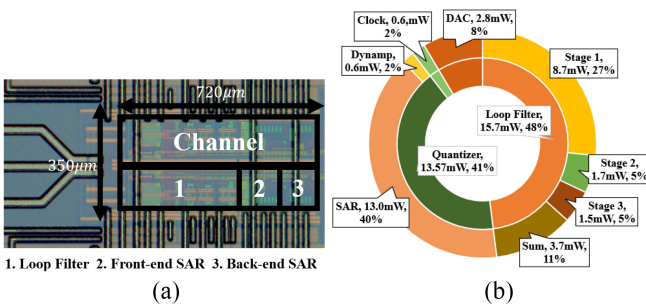 720μm
350μm
Channel
1
2
3
1. Loop Filter 2. Front-end SAR 3. Back-end SAR
(a)
Clock, 0.6,mW
2%
DAC, 2.8mW,
8%
Dynamp,
0.6mW, 2%
Stage 1,
8.7mW, 27%
Loop Filter,
15.7mW, 48%
Quantizer,
13.57mW, 41%
Stage 2,
1.7mW, 5%
SAR, 13.0mW,
40%
Stage 3,
1.5mW, 5%
Sum, 3.7mW,
11%
(b)